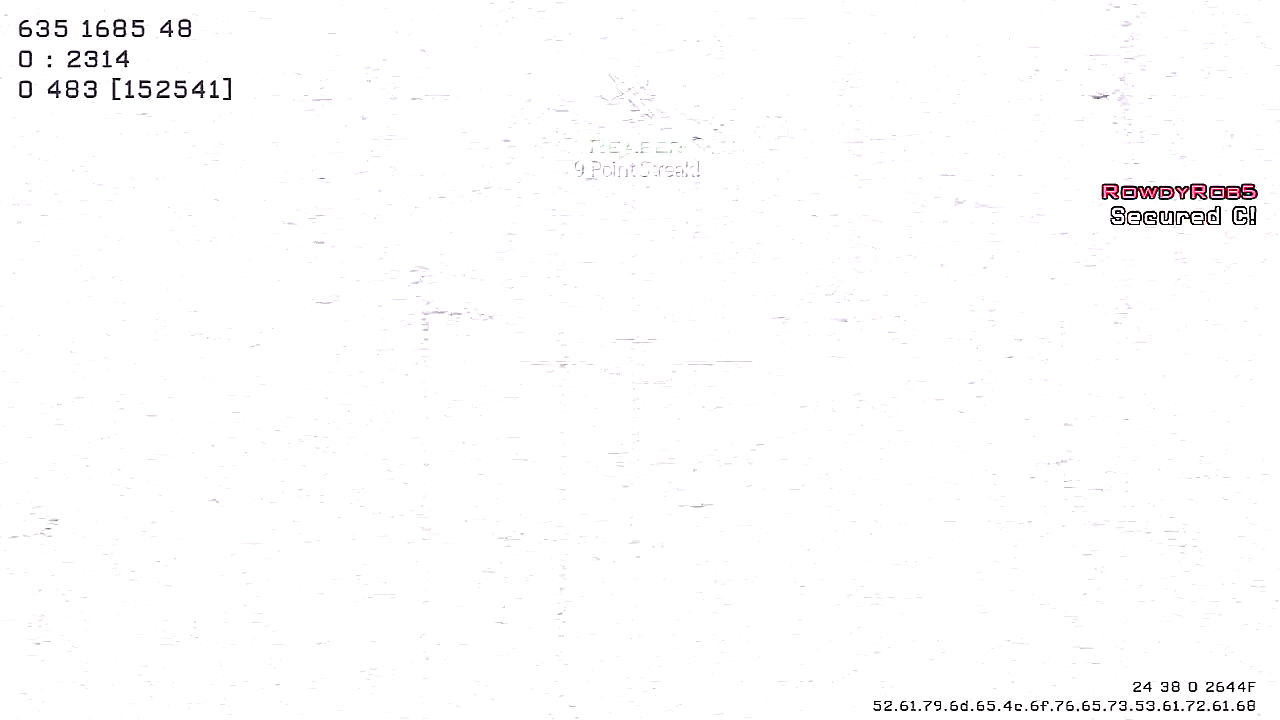 635 1685 48
0 : 2314
0 483 [152541]
REAPER
9 Point Streak!
RowdyRob5
Secured C!
24 38 0 2644F
52.61.79.6d.65.4c.6f.76.65.73.53.61.72.61.68